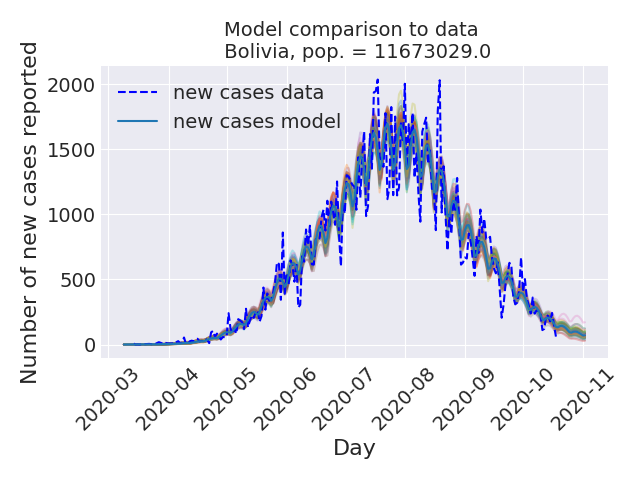 Model comparison to data
Bolivia, pop. = 11673029.0
Number of new cases reported
2000
1500
1000
500
0
new cases data
new cases model
2020-03
2020-04
2020-05
2020-06
2020-07
2020-08
2020-09
2020-10
2020-11
Day